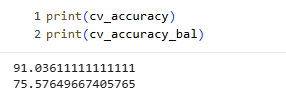 1 print(cv_accuracy)
2 print(cv_accuracy_bal)
91.03611111111111
75.57649667405765